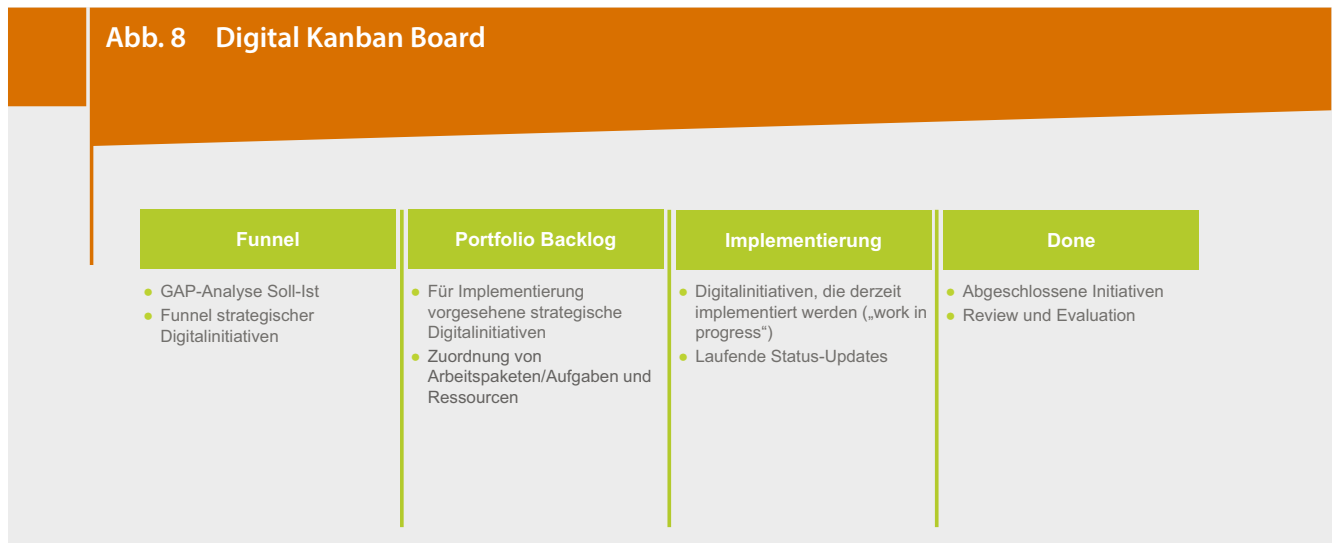 Abb. 8 Digital Kanban Board
Funnel
● GAP-Analyse Soll-Ist
● Funnel strategischer
Digitalinitiativen
Portfolio Backlog
● Für Implementierung
vorgesehene strategische
Digitalinitiativen
● Zuordnung von
Arbeitspaketen/Aufgaben und
Ressourcen
Implementierung
● Digitalinitiativen, die derzeit
implementiert werden („work in
progress“)
● Laufende Status-Updates
Done
● Abgeschlossene Initiativen
● Review und Evaluation